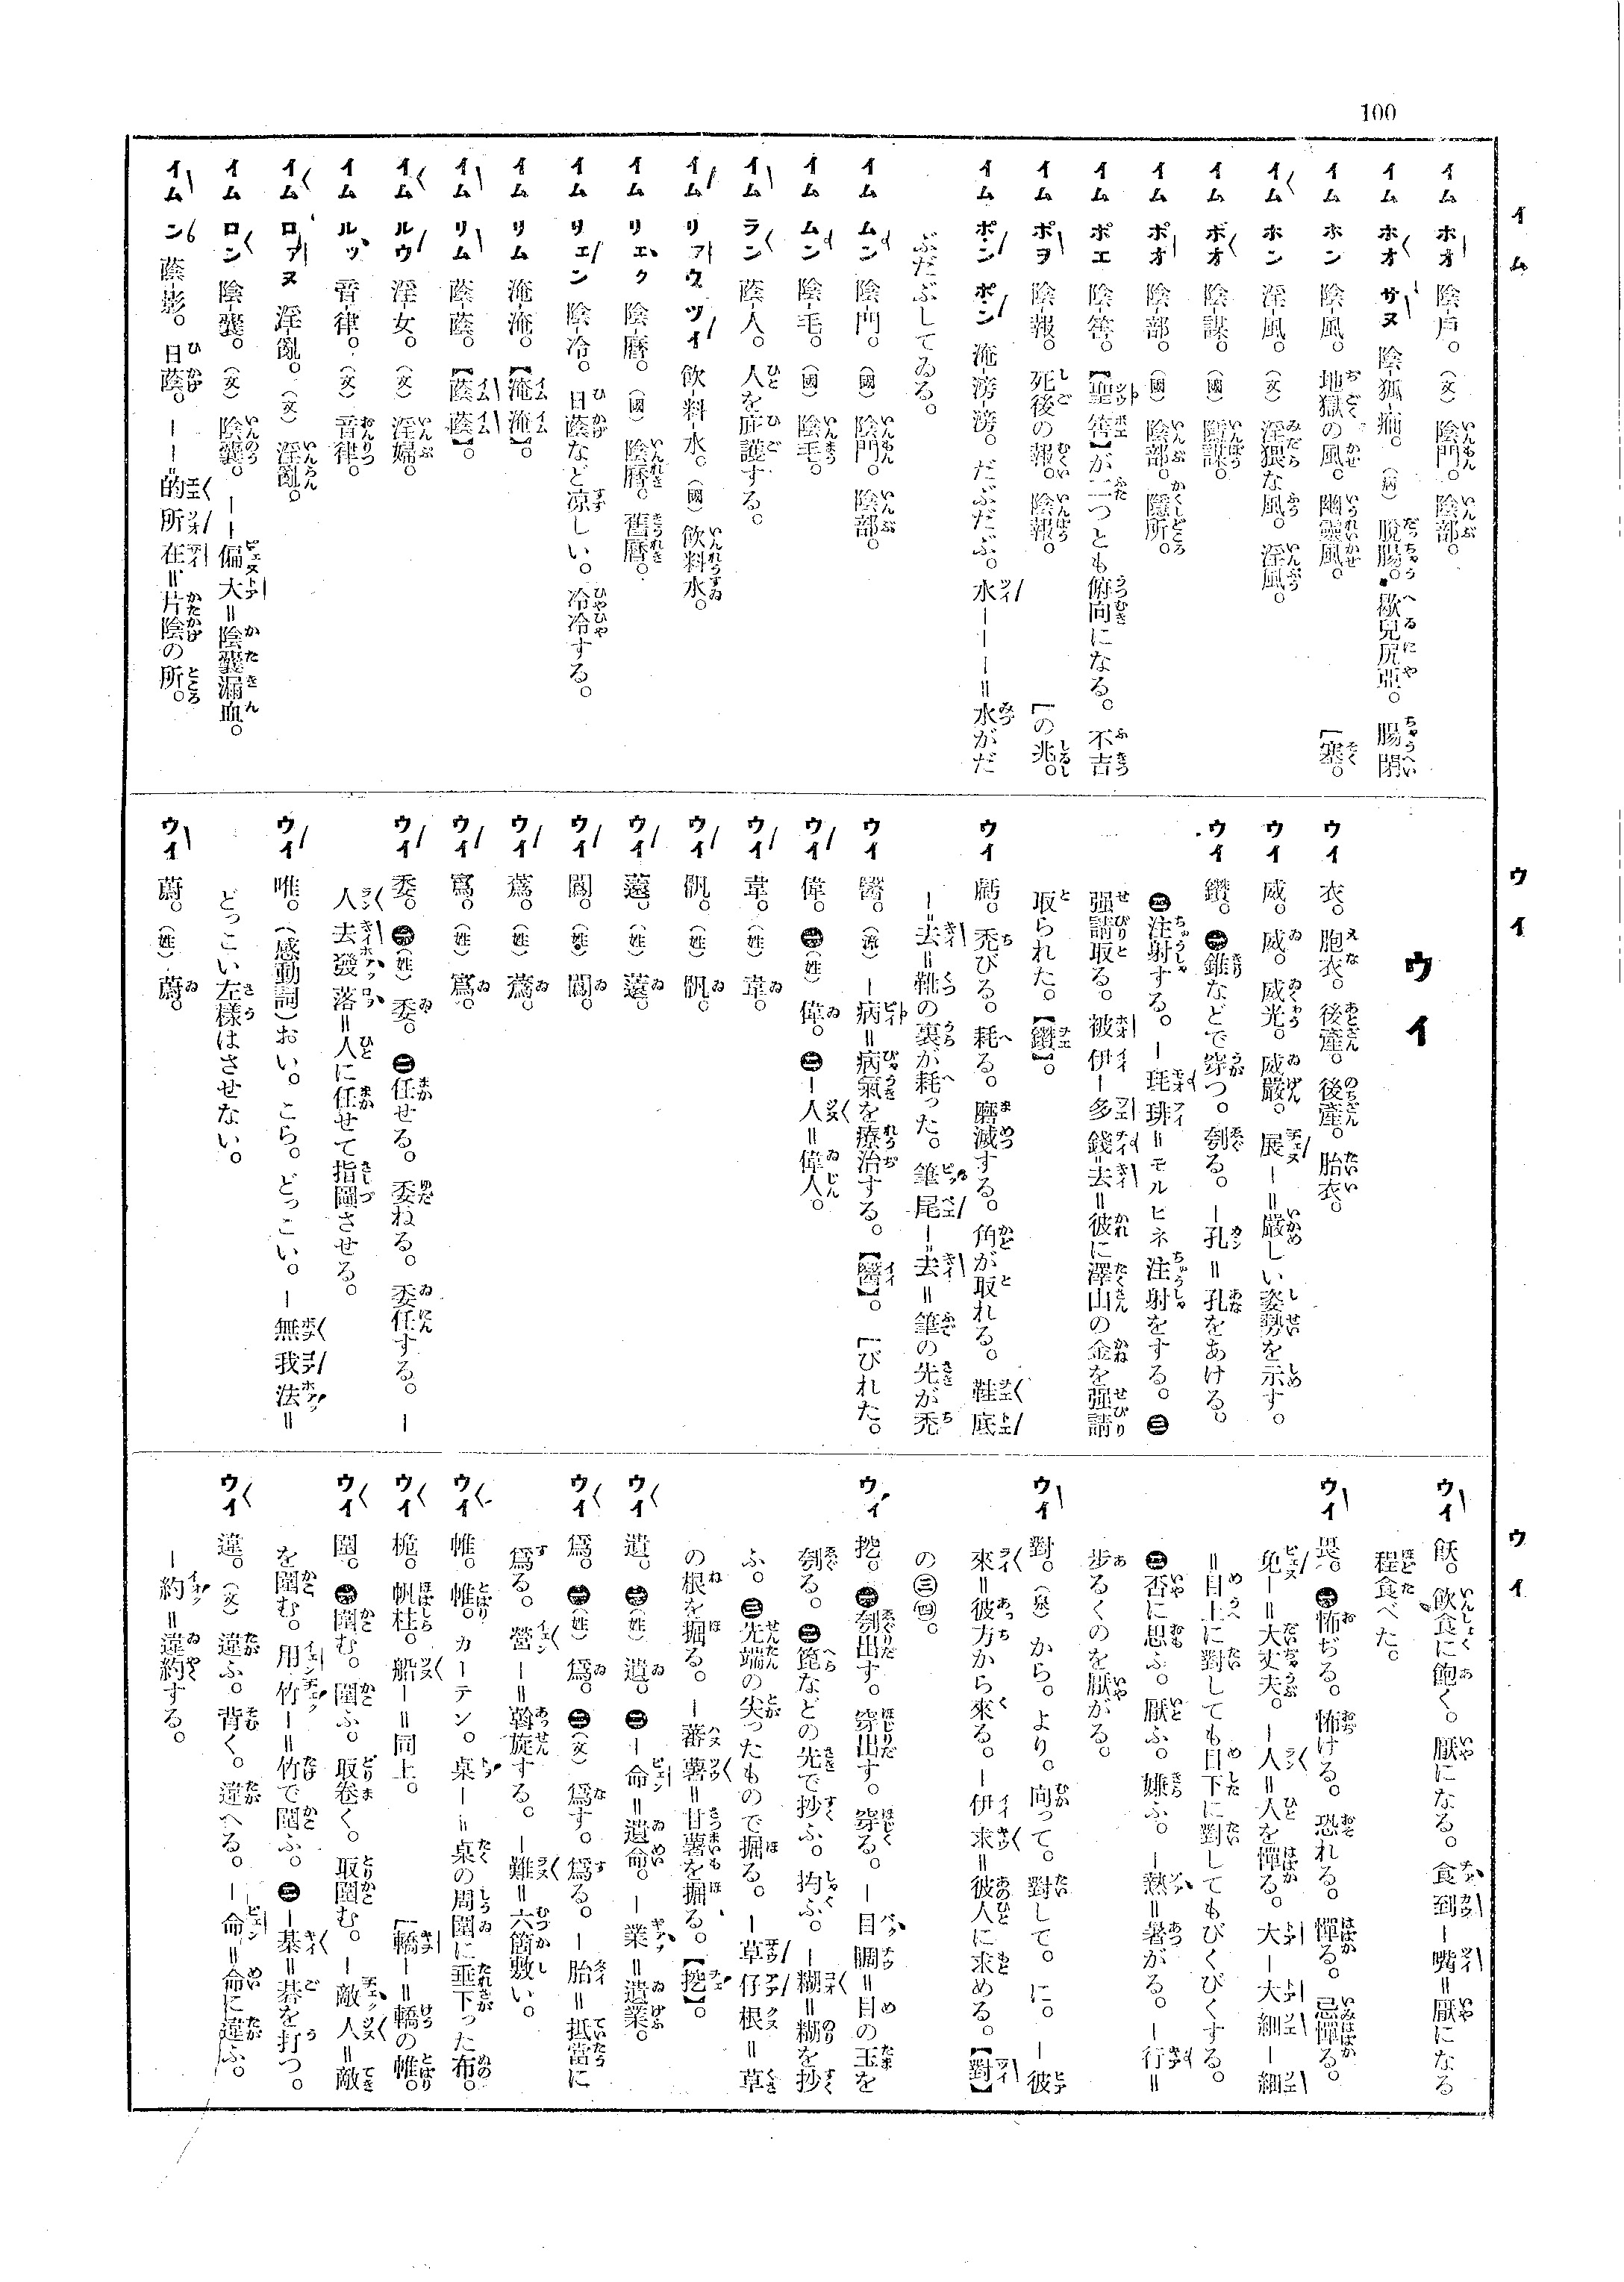 100
イム
ウイ
ウイ
イム ホオ 陰-戶。(文) 陰門。陰部。
イム ホオ サヌ 陰-狐-痟。(病) 脫腸。歇兒尻亞。腸閉
イム ホン 陰-風。地獄の風。幽靈風。 [塞。
イム ホン 淫-風。(文) 淫猥な風。淫風。
イム ボオ 陰-謀。(國) 陰謀。
イム ポオ 陰-部。(國) 陰部。隱所。
イム ポエ 陰-筶。【聖筶】が二つとも俯向になる。不吉
イム ポヲ 陰-報。死後の報。陰報。 [の兆。
イム ポン ポン 淹-滂-滂。だぶだぶ。水ーーー=水がだ
ぶだぶしてゐる。
イム ムン 陰-門。(國) 陰門。陰部。
イム ムン 陰-毛。(國) 陰毛。
イム ラン 蔭-人。人を庇護する。
イム リァウ ツイ 飮-料-水。(國) 飮料水。
イム リェク 陰-曆。(國) 陰曆。舊曆。
イム リェン 陰-冷。日蔭など凉しい。冷冷する。
イム リム 淹-淹。【淹淹】。
イム リム 蔭-蔭。【蔭蔭】。
イム ルウ 淫-女。(文) 淫婦。
イム ルッ 音-律。(文) 音律。
イム ロァヌ 淫-亂。(文) 淫亂。
イム ロン 陰-囊。(文) 陰囊。ーー偏大=陰囊漏血。
イム ン 蔭-影。日蔭。ーー=的所在=片陰の所。
ウイ
ウイ 衣。胞衣。後產。後產。胎衣。
ウイ 威。威。威光。威嚴。展ー=嚴しい姿勢を示す。
ウイ 鑽。㊀錐などで穿つ。刳る。ー孔=孔をあける。
㊁注射する。ー𤤴琲=モルヒネ注射をする。㊂
强請取る。被伊ー多錢去=彼に澤山の金を强請
取られた。【鑽】。
ウイ 虧。禿びる。耗る。磨滅する。角が取れる。鞋底
ー=去=靴の裏が耗った。筆尾ー=去=筆の先が禿
ウイ 醫。(漳) ー病=病氣を療治する。【醫】。 [びれた。
ウイ 偉。㊀(姓) 偉。㊁ー人=偉人。
ウイ 韋。(姓) 韋。
ウイ (姓)
ウイ 薳。(姓) 薳。
ウイ 闈。(姓) 闈。
ウイ 蔿。(姓) 蔿。
ウイ 寫。(姓) 寫。
ウイ 委。㊀(姓) 委。㊁任せる。委ねる。委任する。ー
人去發落=人に任せて指圖させる。
ウイ 唯。(感動詞)おい。こら。どっこい。ー無我法=
どっこい左樣はさせない。
ウイ 蔚。(姓) 蔚。
ウイ 飫。飮食に飽く。厭になる。食到ー嘴=厭になる
程食べた。
ウイ 畏。㊀怖ぢる。怖ける。恐れる。憚る。忌憚る。
免ー=大丈夫。ー人=人を憚る。大ー大細ー細
=目上に對しても目下に對してもびくびくする。
㊁否に思ふ。厭ふ。嫌ふ。ー熱=暑がる。ー行=
步るくのを厭がる。
ウイ 對。(泉) から。より。向って。對して。に。ー彼
來=彼方から來る。ー伊求=彼人に求める。【對】
の㊂㊃。
ウイ 挖。㊀刳出す。穿出す。穿る。ー目睭=目の玉を
刳る。㊁篦などの先で抄ふ。抅ふ。ー糊=糊を抄
ふ。㊂先端の尖ったもので掘る。ー草仔根=草
の根を掘る。ー蕃薯=甘薯を掘る。【挖】。
ウイ 遺。㊀(姓) 遺。㊁ー命=遺命。ー業=遺業。
ウイ 爲。㊀(姓) 爲。㊁(文) 爲す。爲る。ー胎=抵當に
爲る。營ー=斡旋する。ー難=六箇敷い。
ウイ 帷。帷。カーテン。桌ー=桌の周圍に垂下った布。
ウイ 桅。帆柱。船ー=同上。 [轎ー=轎の帷。
ウイ 圍。㊀圍む。圍ふ。取卷く。取圍む。ー敵人=敵
を圍む。用竹ー=竹で圍ふ。㊁ー棊=碁を打つ。
ウイ 違。(文) 違ふ。背く。違へる。ー命=命に違ふ。
ー約=違約する。